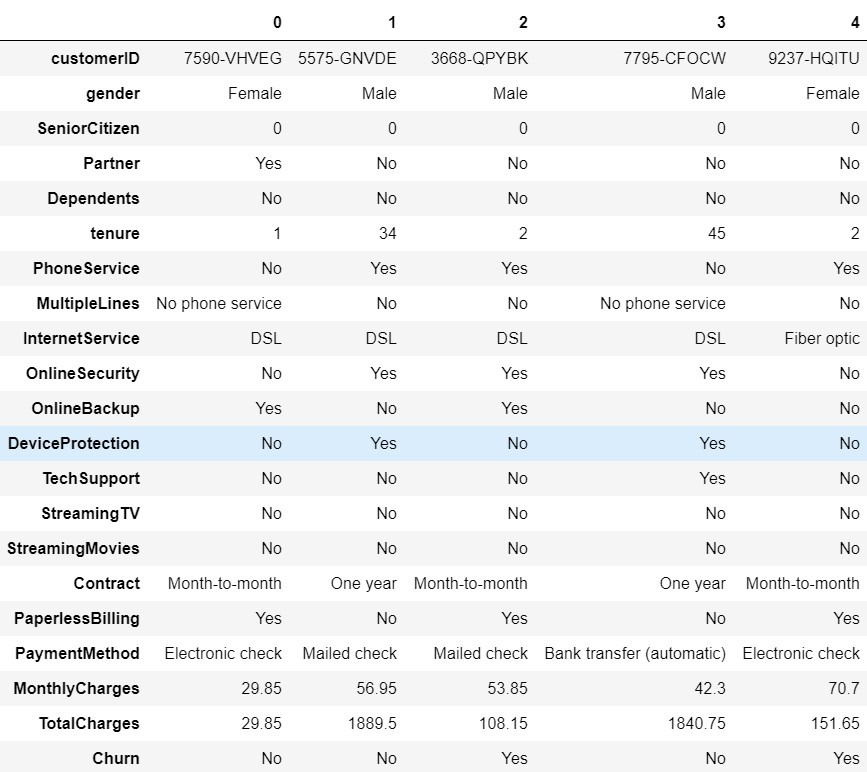 0 1 2 3 4
customerID 7590-VHVEG 5575-GNVDE 3668-QPYBK 7795-CFOCW 9237-HQITU
gender Female Male Male Male Female
SeniorCitizen 0 0 0 0 0
Partner Yes No No No No
Dependents No No No No No
tenure 1 34 2 45 2
PhoneService No Yes Yes No Yes
MultipleLines No phone service No No No phone service No
InternetService DSL DSL DSL DSL Fiber optic
OnlineSecurity No Yes Yes Yes No
OnlineBackup Yes No Yes No No
DeviceProtection No Yes No Yes No
TechSupport No No No Yes No
StreamingTV No No No No No
StreamingMovies No No No No No
Contract Month-to-month One year Month-to-month One year Month-to-month
PaperlessBilling Yes No Yes No Yes
PaymentMethod Electronic check Mailed check Mailed check Bank transfer (automatic) Electronic check
MonthlyCharges 29.85 56.95 53.85 42.3 70.7
TotalCharges 29.85 1889.5 108.15 1840.75 151.65
Churn No No Yes No Yes